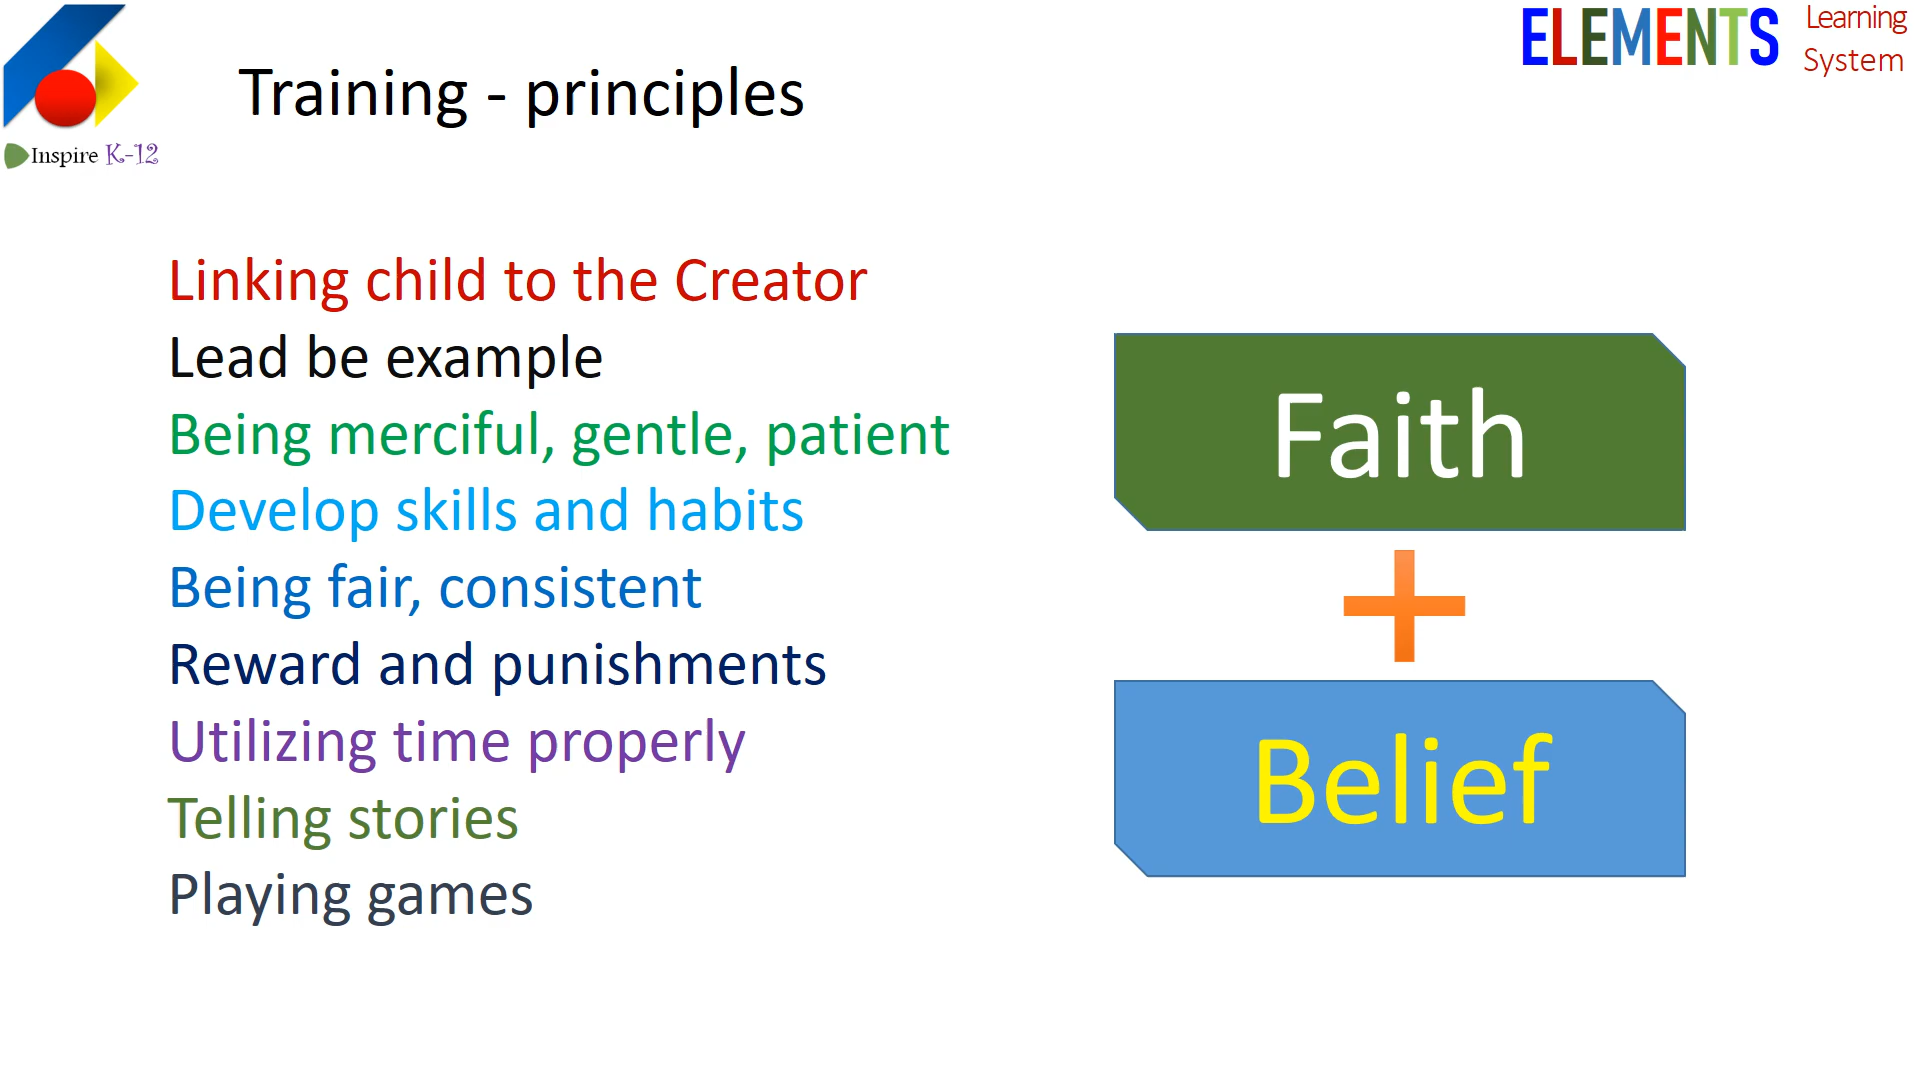 ELEMENTS Learning System
Training - principles
Inspire K-12
Linking child to the Creator
Lead be example
Being merciful, gentle, patient
Develop skills and habits
Being fair, consistent
Reward and punishments
Utilizing time properly
Telling stories
Playing games
Faith
+
Belief